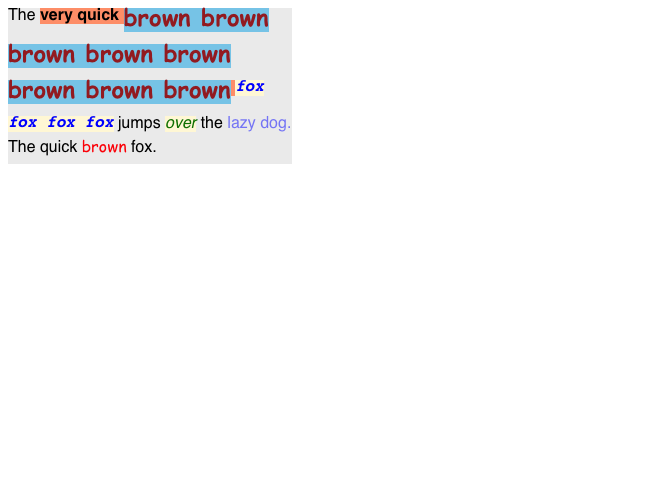 The very quick brown brown
brown brown brown
brown brown brown fox
fox fox fox jumps over the lazy dog.
The quick brown fox.